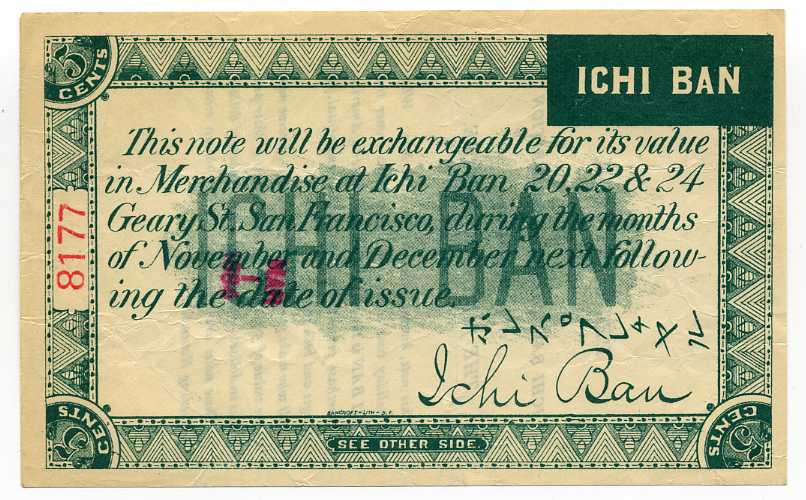 5 CENTS
ICHI BAN
This note will be exchangeable for its value
in Merchandise at Ichi Ban 20, 22 & 24
Geary St. San Francisco, during the months
of November and December next follow-
ing the date of issue.
ICHI BAN
8177
Ichi Ban
BANCROFT-LITH-S.F.
5 CENTS
SEE OTHER SIDE.
5 CENTS